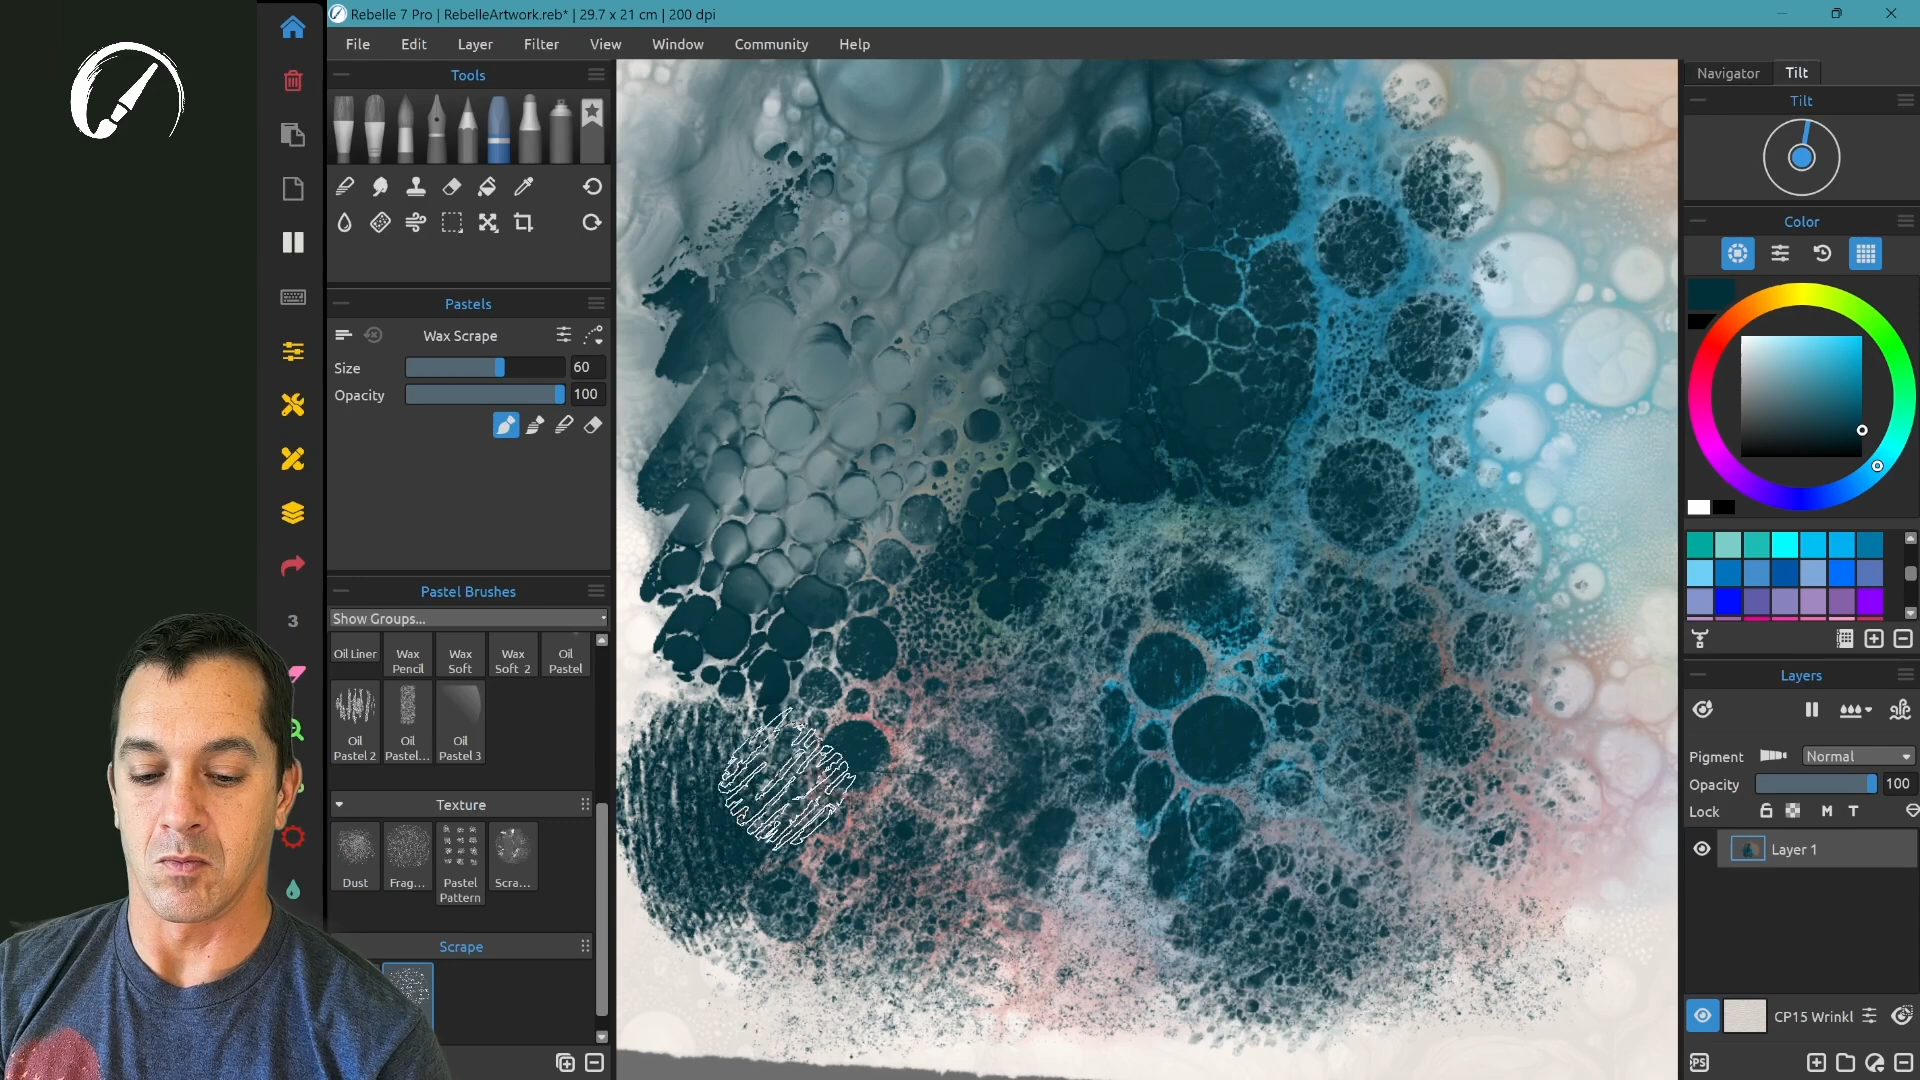 Rebelle 7 Pro | RebelleArtwork.reb* | 29.7 x 21 cm | 200 dpi
File Edit Layer Filter View Window Community Help
Tools
Pastels
Wax Scrape
Size 60
Opacity 100
Pastel Brushes
Show Groups...
Oil Liner
Wax Pencil
Wax Soft
Wax Soft 2
Oil Pastel
Oil Pastel 2
Oil Pastel...
Oil Pastel 3
Texture
Dust
Frag...
Pastel Pattern
Scra...
Scrape
3
Navigator Tilt
Tilt
Color
Layers
Pigment Normal
Opacity 100
Lock M T
Layer 1
CP15 Wrinkl
PS